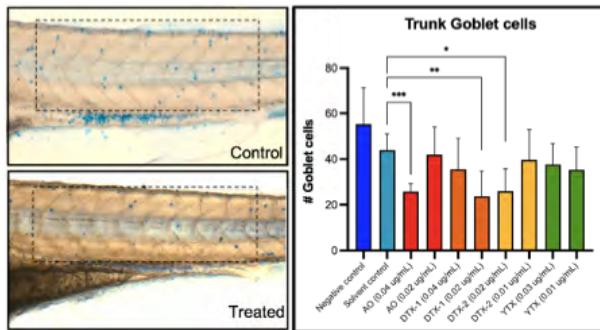 Control
Treated
Trunk Goblet cells
# Goblet cells
80
60
40
20
0
***
**
*
Negative control
Solvent control
AO (0.04 ug/mL)
AO (0.02 ug/mL)
DTX-1 (0.04 ug/mL)
DTX-1 (0.02 ug/mL)
DTX-2 (0.02 ug/mL)
DTX-2 (0.01 ug/mL)
YTX (0.03 ug/mL)
YTX (0.01 ug/mL)